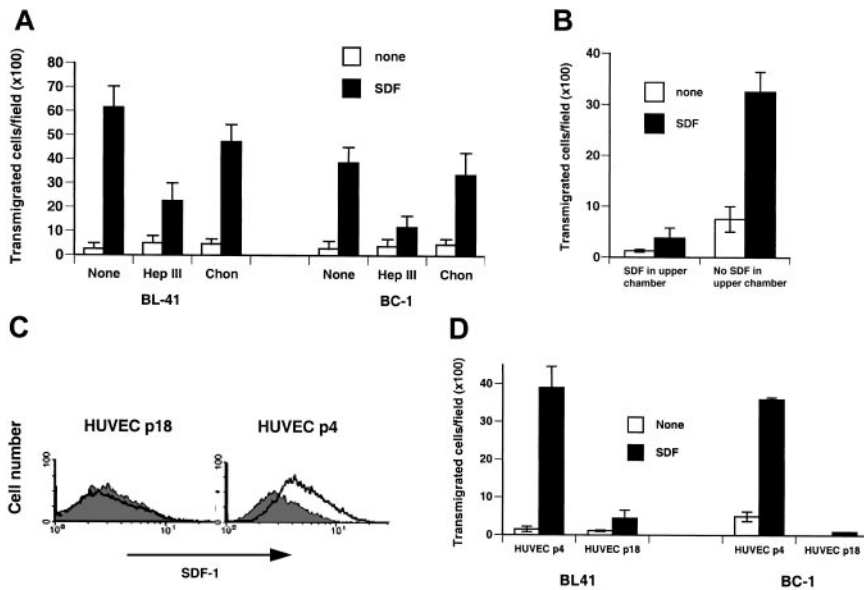 A
Transmigrated cells/field (x100)
80
70
60
50
40
30
20
10
0
none
SDF
None
Hep III
Chon
None
Hep III
Chon
BL-41
BC-1
B
Transmigrated cells/field (x100)
40
30
20
10
0
none
SDF
SDF in upper
chamber
No SDF in
upper chamber
C
Cell number
HUVEC p18
HUVEC p4
100
0
10⁰
10¹
100
0
10⁰
10¹
SDF-1
D
Transmigrated cells/field (x100)
40
30
20
10
0
None
SDF
HUVEC p4
HUVEC p18
HUVEC p4
HUVEC p18
BL41
BC-1